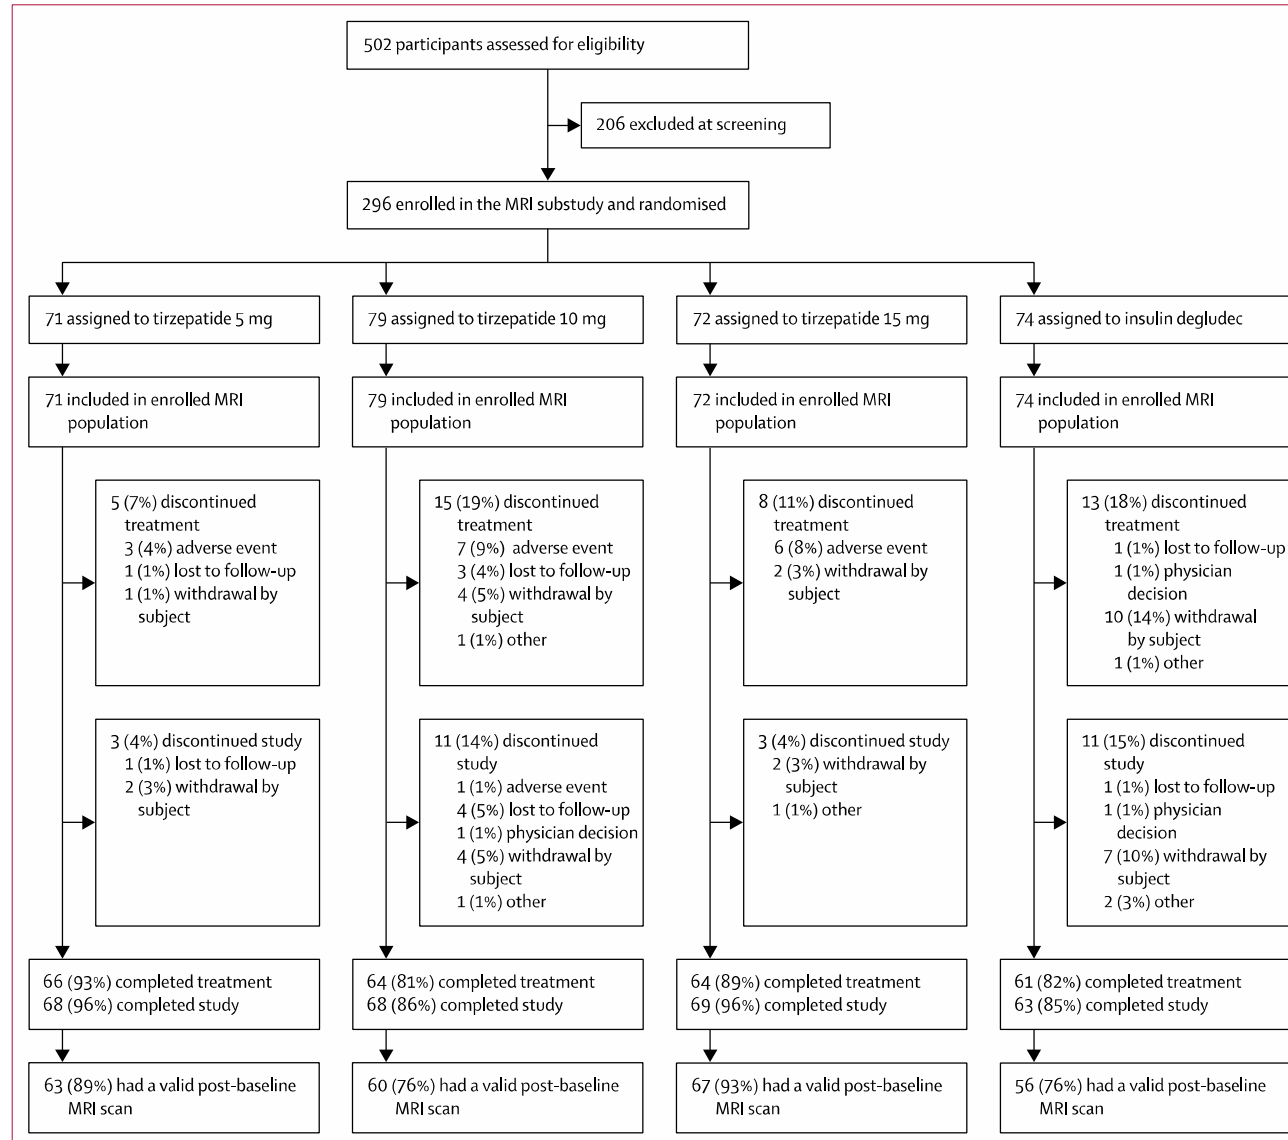 502 participants assessed for eligibility
206 excluded at screening
296 enrolled in the MRI substudy and randomised
71 assigned to tirzepatide 5 mg
79 assigned to tirzepatide 10 mg
72 assigned to tirzepatide 15 mg
74 assigned to insulin degludec
71 included in enrolled MRI
population
79 included in enrolled MRI
population
72 included in enrolled MRI
population
74 included in enrolled MRI
population
5 (7%) discontinued
treatment
3 (4%) adverse event
1 (1%) lost to follow-up
1 (1%) withdrawal by
subject
15 (19%) discontinued
treatment
7 (9%) adverse event
3 (4%) lost to follow-up
4 (5%) withdrawal by
subject
1 (1%) other
8 (11%) discontinued
treatment
6 (8%) adverse event
2 (3%) withdrawal by
subject
13 (18%) discontinued
treatment
1 (1%) lost to follow-up
1 (1%) physician
decision
10 (14%) withdrawal
by subject
1 (1%) other
3 (4%) discontinued study
1 (1%) lost to follow-up
2 (3%) withdrawal by
subject
11 (14%) discontinued
study
1 (1%) adverse event
4 (5%) lost to follow-up
1 (1%) physician decision
4 (5%) withdrawal by
subject
1 (1%) other
3 (4%) discontinued study
2 (3%) withdrawal by
subject
1 (1%) other
11 (15%) discontinued
study
1 (1%) lost to follow-up
1 (1%) physician
decision
7 (10%) withdrawal by
subject
2 (3%) other
66 (93%) completed treatment
68 (96%) completed study
64 (81%) completed treatment
68 (86%) completed study
64 (89%) completed treatment
69 (96%) completed study
61 (82%) completed treatment
63 (85%) completed study
63 (89%) had a valid post-baseline
MRI scan
60 (76%) had a valid post-baseline
MRI scan
67 (93%) had a valid post-baseline
MRI scan
56 (76%) had a valid post-baseline
MRI scan